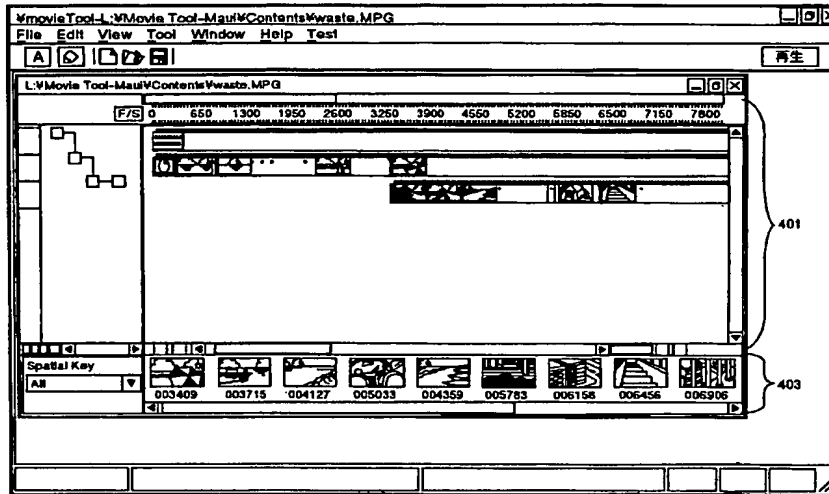 ¥movieTool-L:¥Movie Tool-Maui¥Contents¥waste.MPG
File Edit View Tool Window Help Test
A 再生
L:¥Movie Tool-Maui¥Contents¥waste.MPG
F/S 0 650 1300 1950 2600 3250 3900 4550 5200 5850 6500 7150 7800
401
Spatial Key
All
003409 003715 004127 005033 004359 005783 006158 006456 006906
403